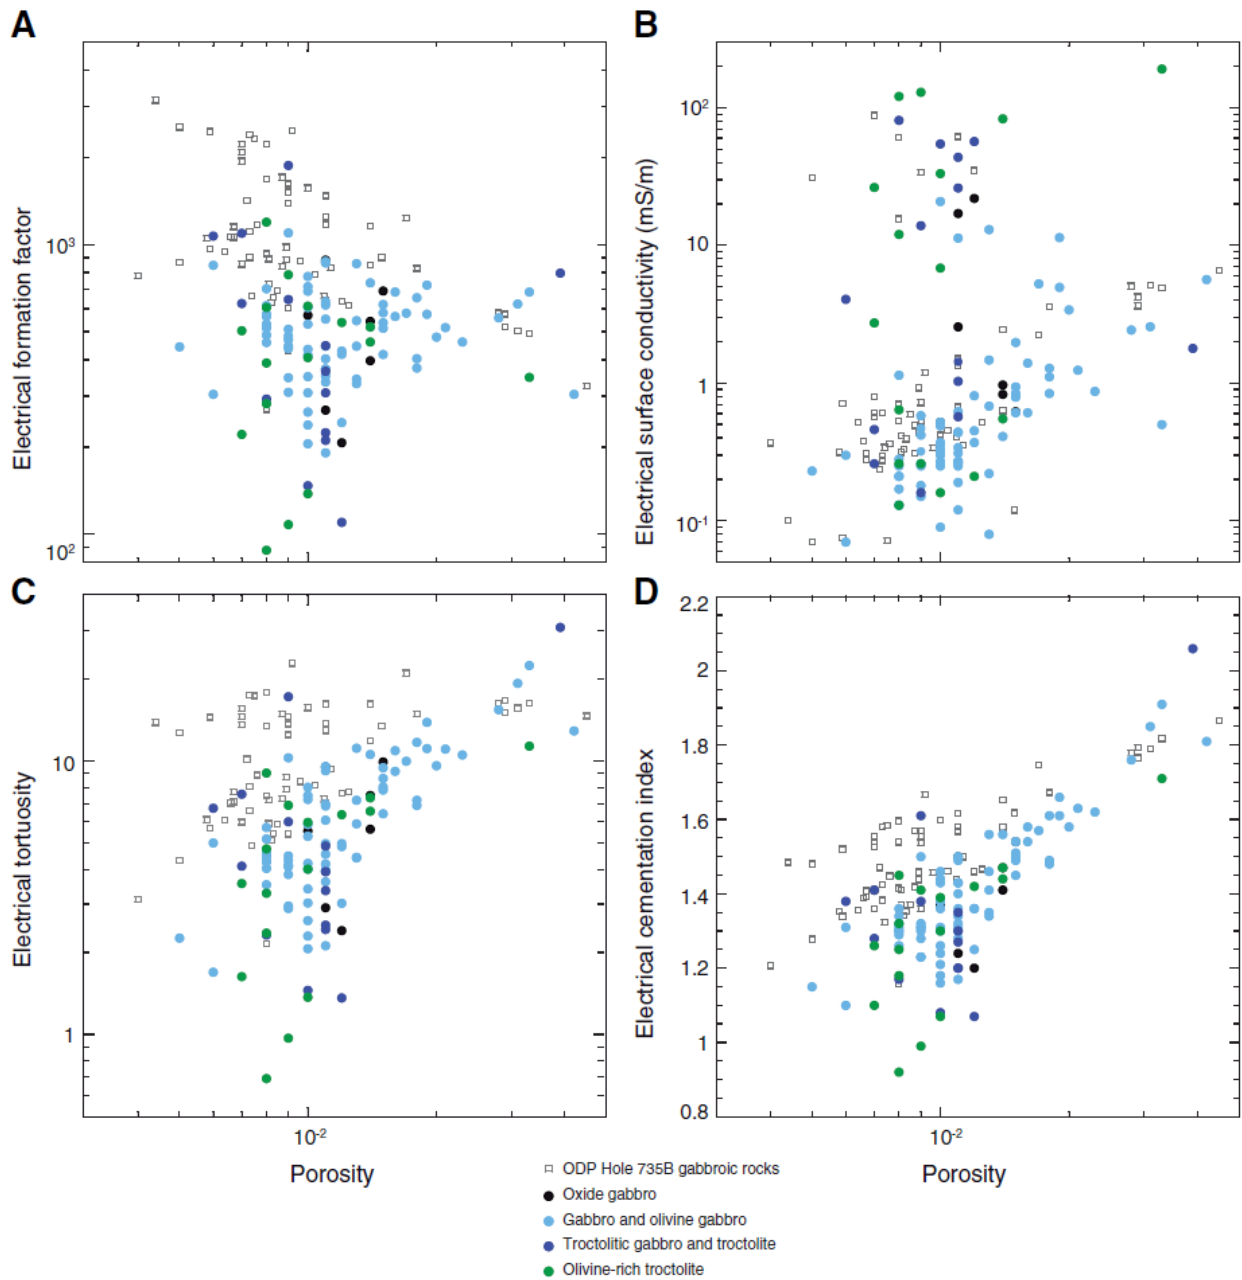 A
B
Electrical formation factor
10³
10²
Electrical surface conductivity (mS/m)
10²
10
1
10⁻¹
C
D
Electrical tortuosity
10
1
10⁻²
Porosity
Electrical cementation index
2.2
2
1.8
1.6
1.4
1.2
1
0.8
10⁻²
Porosity
ODP Hole 735B gabbroic rocks
Oxide gabbro
Gabbro and olivine gabbro
Troctolitic gabbro and troctolite
Olivine-rich troctolite